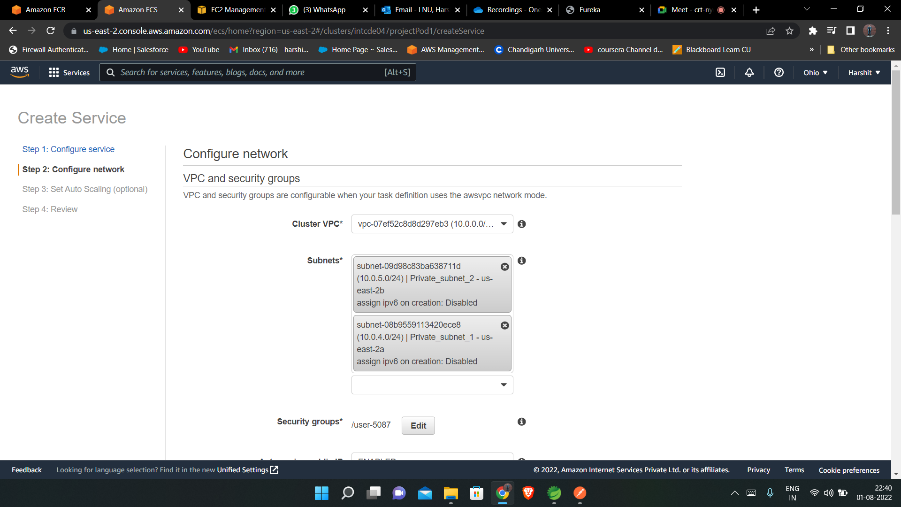 Amazon ECR
Amazon ECS
EC2 Management
(3) WhatsApp
Email - LNU, Har
Recordings - One
Eureka
Meet - crt-ny
us-east-2.console.aws.amazon.com/ecs/home?region=us-east-2#/clusters/intcde04/projectPod1/createService
Firewall Authenticat...
Home | Salesforce
YouTube
Inbox (716) harshi...
Home Page ~ Sales...
AWS Management...
Chandigarh Univers...
coursera Channel d...
Blackboard Learn CU
»
Other bookmarks
aws
Services
Search for services, features, blogs, docs, and more
[Alt+S]
Ohio
Harshit
Create Service
Step 1: Configure service
Step 2: Configure network
Step 3: Set Auto Scaling (optional)
Step 4: Review
Configure network
VPC and security groups
VPC and security groups are configurable when your task definition uses the awsvpc network mode.
Cluster VPC*
vpc-07ef52c8d8d297eb3 (10.0.0.0/...
Subnets*
subnet-09d98c83ba638711d
(10.0.5.0/24) | Private_subnet_2 - us-
east-2b
assign ipv6 on creation: Disabled
subnet-08b9559113420ece8
(10.0.4.0/24) | Private_subnet_1 - us-
east-2a
assign ipv6 on creation: Disabled
Security groups*
/user-5087
Edit
Feedback
Looking for language selection? Find it in the new Unified Settings
© 2022, Amazon Internet Services Private Ltd. or its affiliates.
Privacy
Terms
Cookie preferences
ENG
IN
22:40
01-08-2022